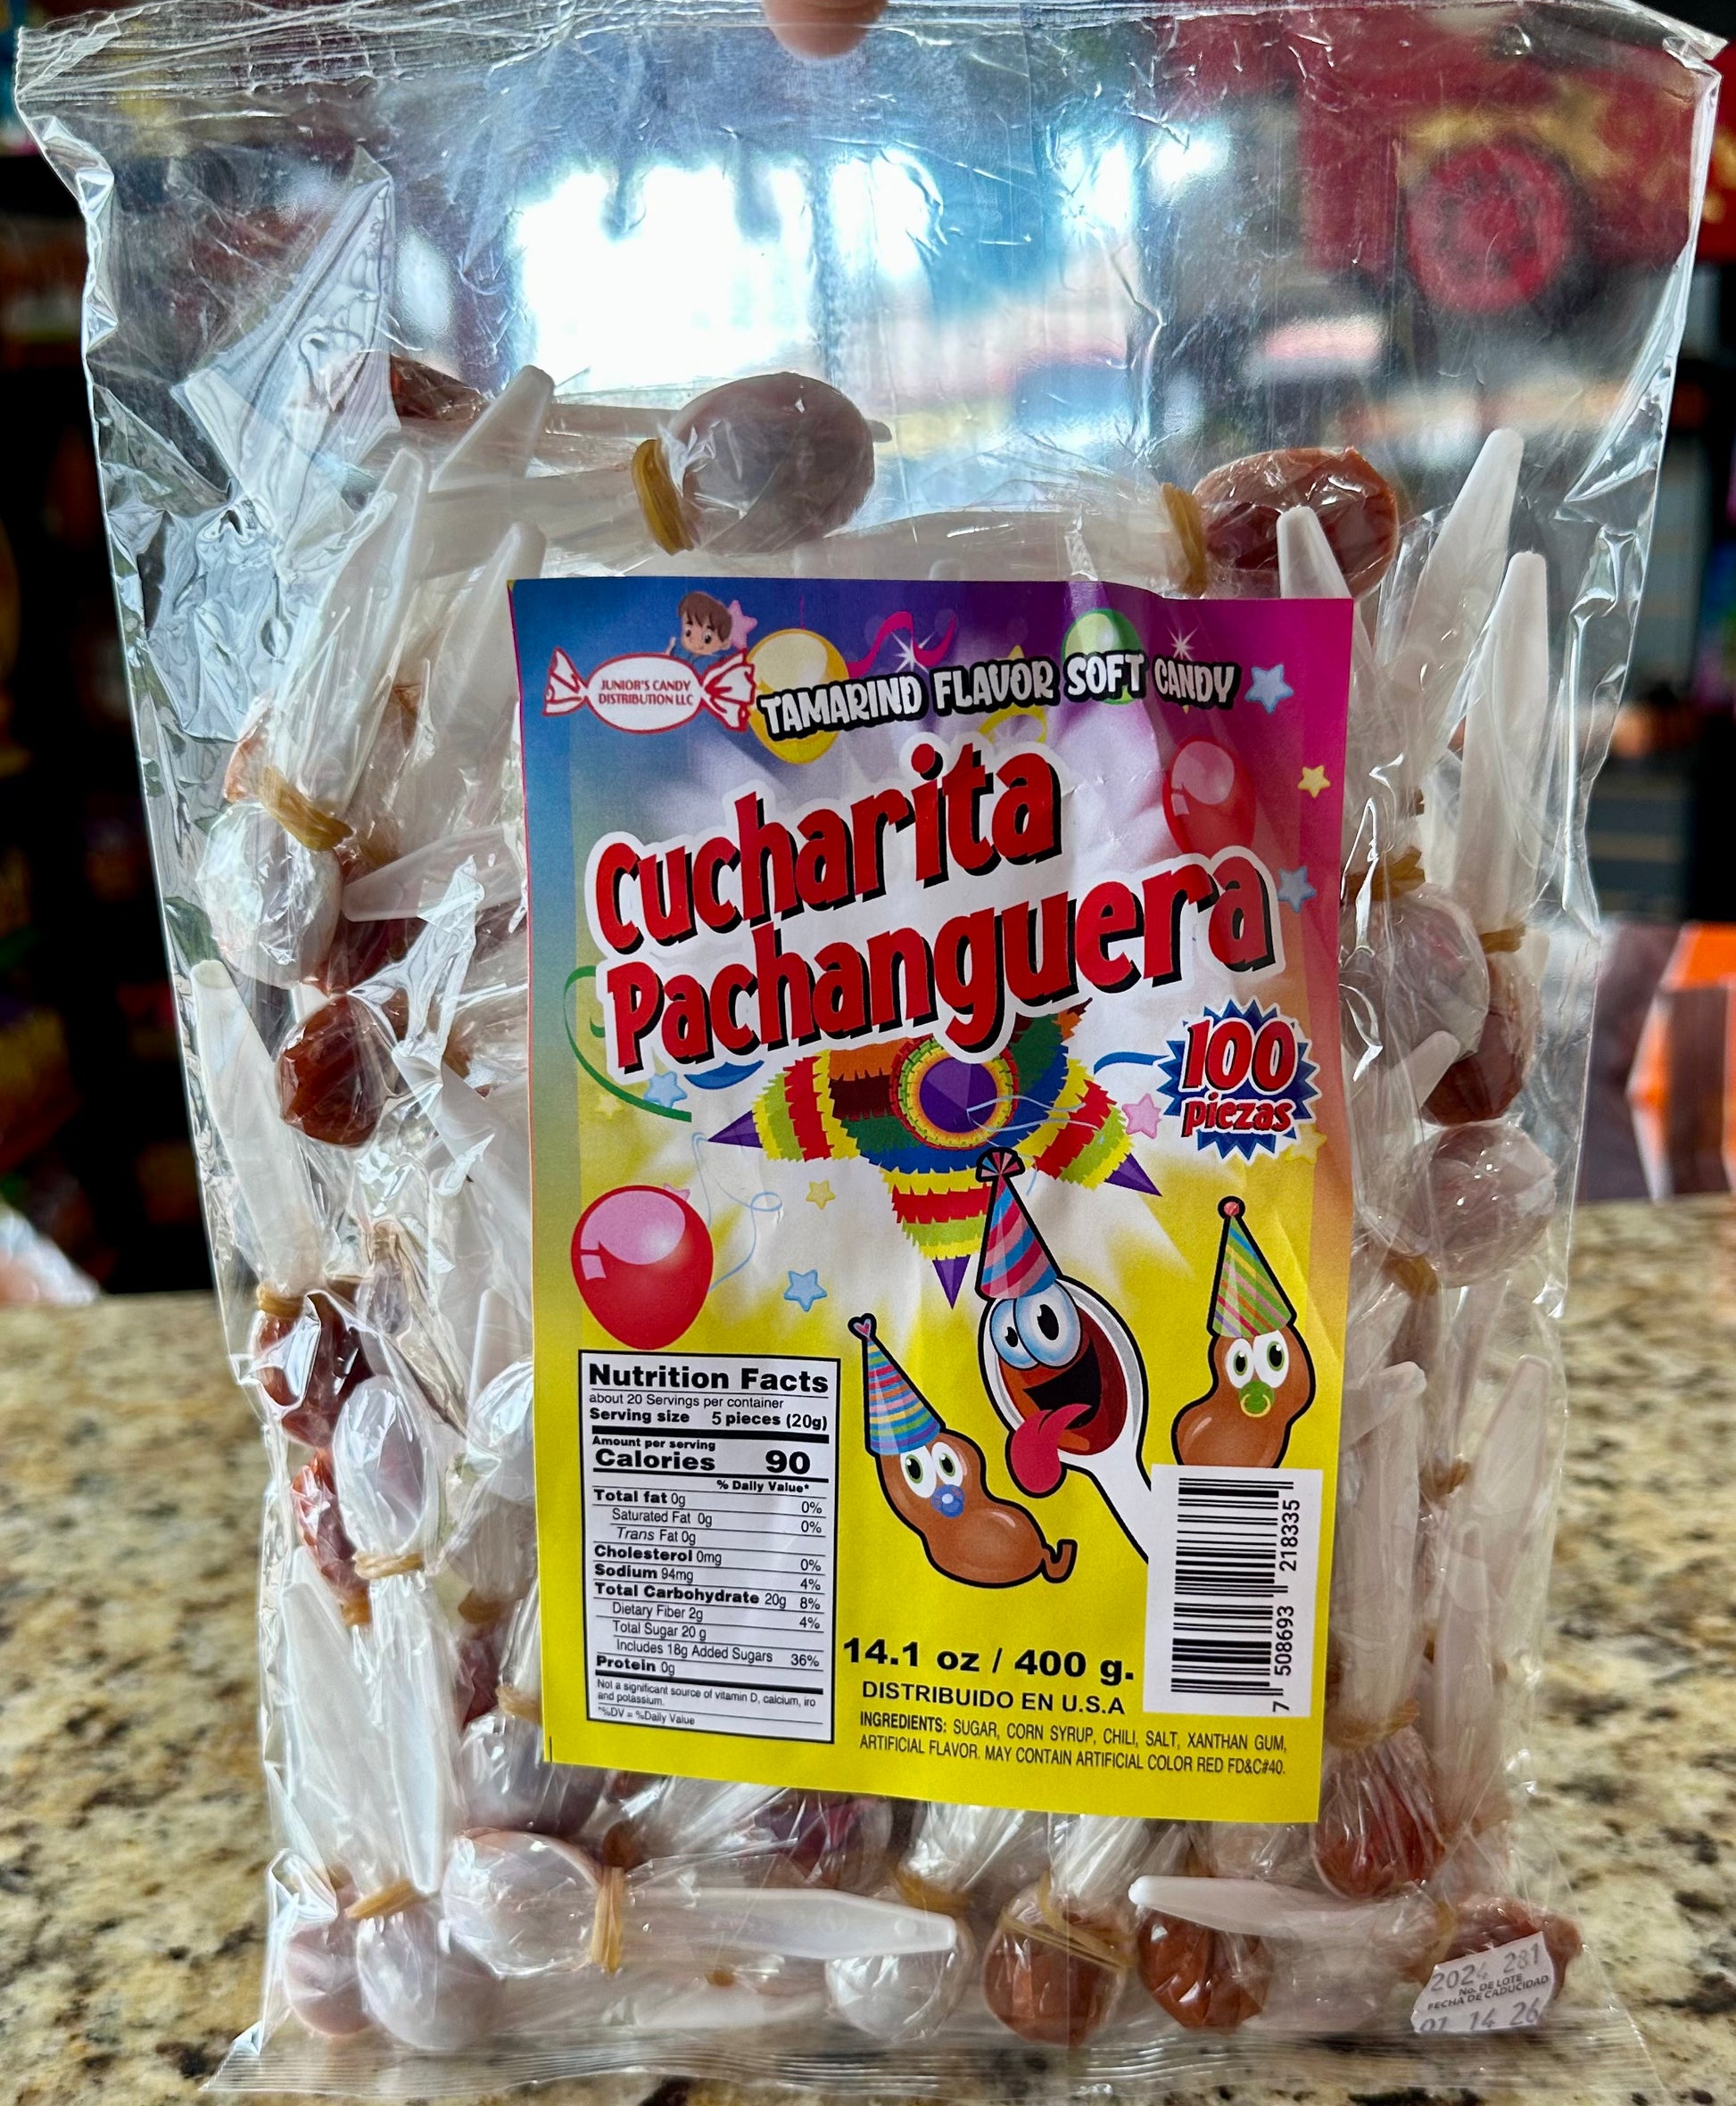 JUNIOR'S CANDY
DISTRIBUTION LLC
TAMARIND FLAVOR SOFT CANDY
Cucharita
Pachanguera
100
piezas
Nutrition Facts
about 20 Servings per container
Serving size 5 pieces (20g)
Amount per serving
Calories 90
% Daily Value*
Total fat 0g 0%
Saturated Fat 0g 0%
Trans Fat 0g
Cholesterol 0mg 0%
Sodium 94mg 4%
Total Carbohydrate 20g 8%
Dietary Fiber 2g 4%
Total Sugar 20 g
Includes 18g Added Sugars 36%
Protein 0g
Not a significant source of vitamin D, calcium, iro
and potassium.
*%DV = %Daily Value
14.1 oz / 400 g.
DISTRIBUIDO EN U.S.A
INGREDIENTS: SUGAR, CORN SYRUP, CHILI, SALT, XANTHAN GUM,
ARTIFICIAL FLAVOR. MAY CONTAIN ARTIFICIAL COLOR RED FD&C#40.
7 508693 218335
2024 281
No. DE LOTE
FECHA DE CADUCIDAD
01 14 26